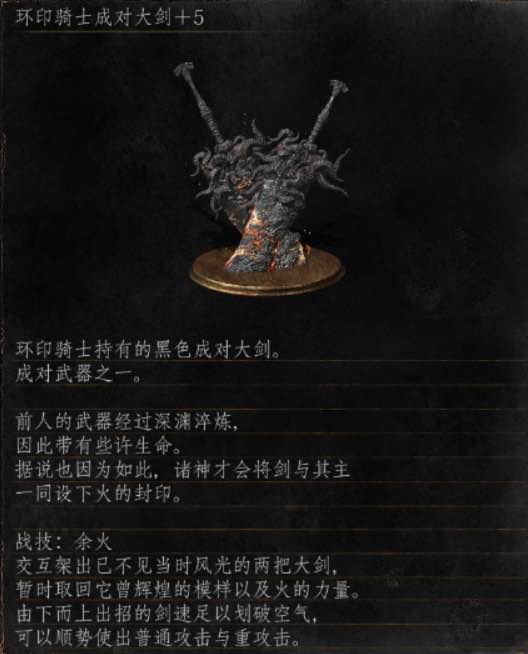 环印骑士成对大剑+5
环印骑士持有的黑色成对大剑。
成对武器之一。
前人的武器经过深渊淬炼，
因此带有些许生命。
据说也因为如此，诸神才会将剑与其主
一同设下火的封印。
战技：余火
交互架出已不见当时风光的两把大剑，
暂时取回它曾辉煌的模样以及火的力量。
由下而上出招的剑速足以划破空气，
可以顺势使出普通攻击与重攻击。